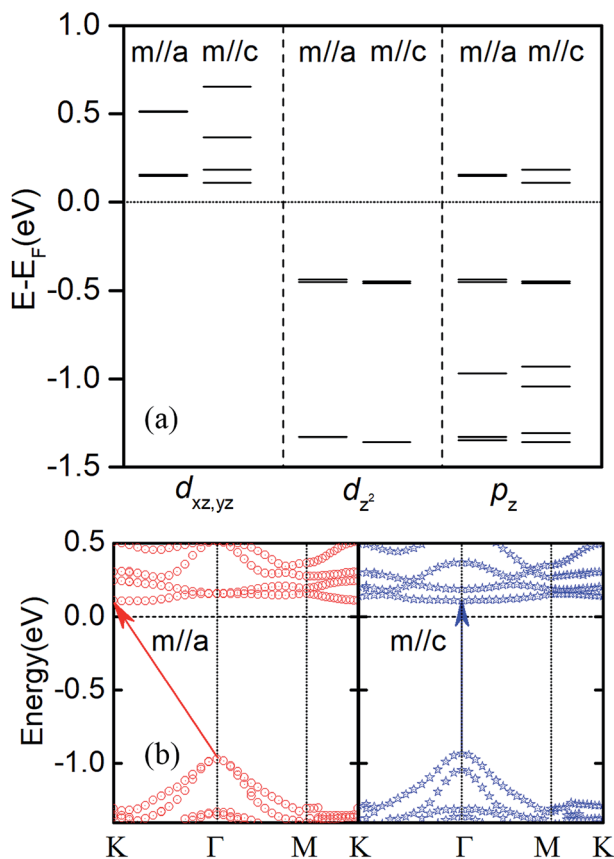 1.0
0.5
0.0
-0.5
-1.0
-1.5
E-E_F(eV)
m//a m//c
m//a m//c
m//a m//c
(a)
d_xz,yz d_z² p_z
0.5
0.0
-0.5
-1.0
Energy(eV)
m//a
m//c
(b)
K Γ M K Γ M K